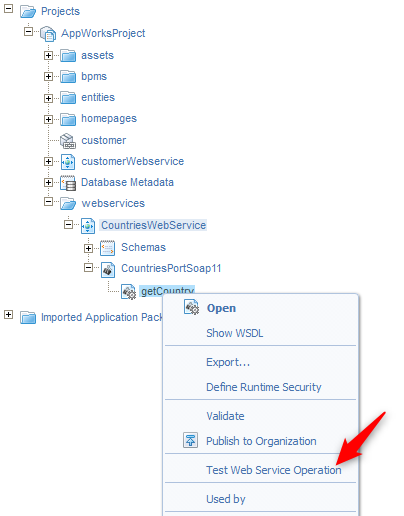 Projects
AppWorksProject
assets
bpms
entities
homepages
customer
customerWebservice
Database Metadata
webservices
CountriesWebService
Schemas
CountriesPortSoap11
getCountry
Imported Application Pack
Open
Show WSDL
Export...
Define Runtime Security
Validate
Publish to Organization
Test Web Service Operation
Used by